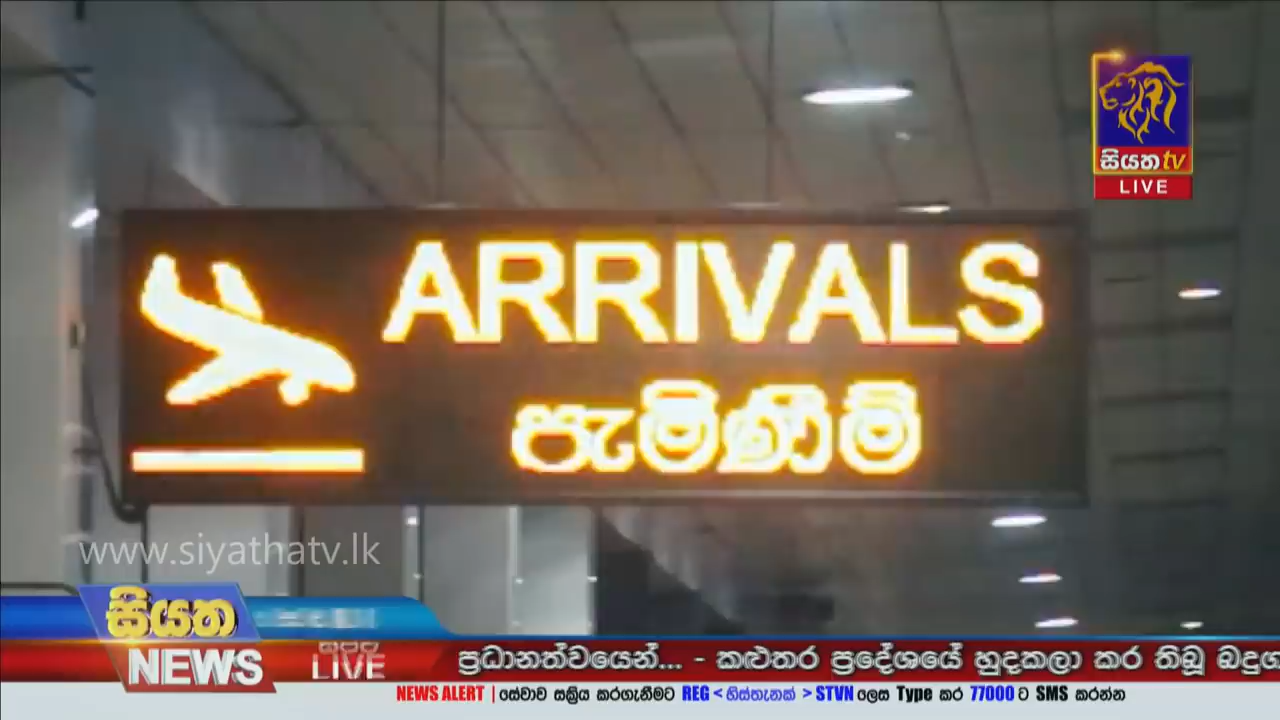 සියත tv
LIVE
ARRIVALS
පැමිණීම්
www.siyathatv.lk
සියත
NEWS
LIVE
ප්‍රධානත්වයෙන්... - කළුතර ප්‍රදේශයේ හුදකලා කර තිබූ
NEWS ALERT | සේවාව සක්‍රිය කරගැනීමට REG < හිස්තැනක් > STVN ලෙස Type කර 77000 ට SMS කරන්න